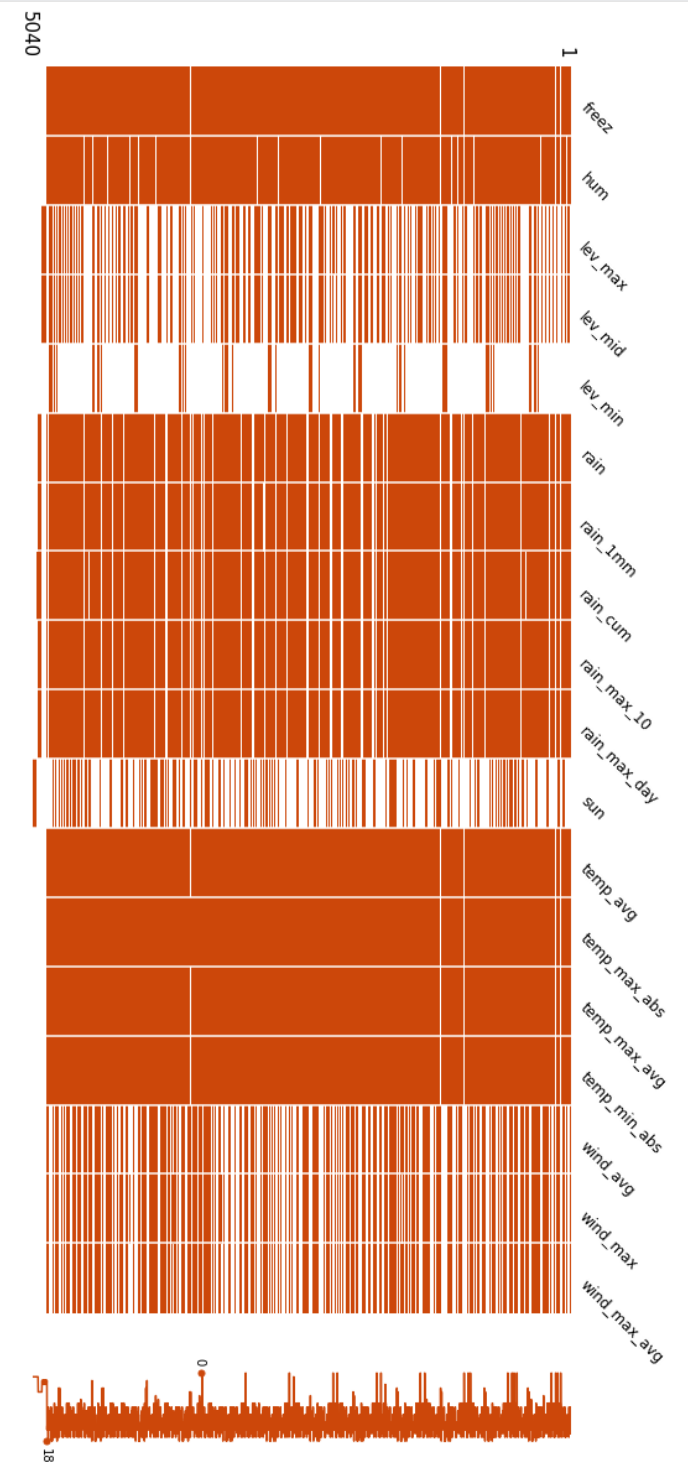 5040
1
freez
hum
lev_max
lev_mid
lev_min
rain
rain_1mm
rain_cum
rain_max_10
rain_max_day
sun
temp_avg
temp_max_abs
temp_max_avg
temp_min_abs
wind_avg
wind_max
wind_max_avg
0
18